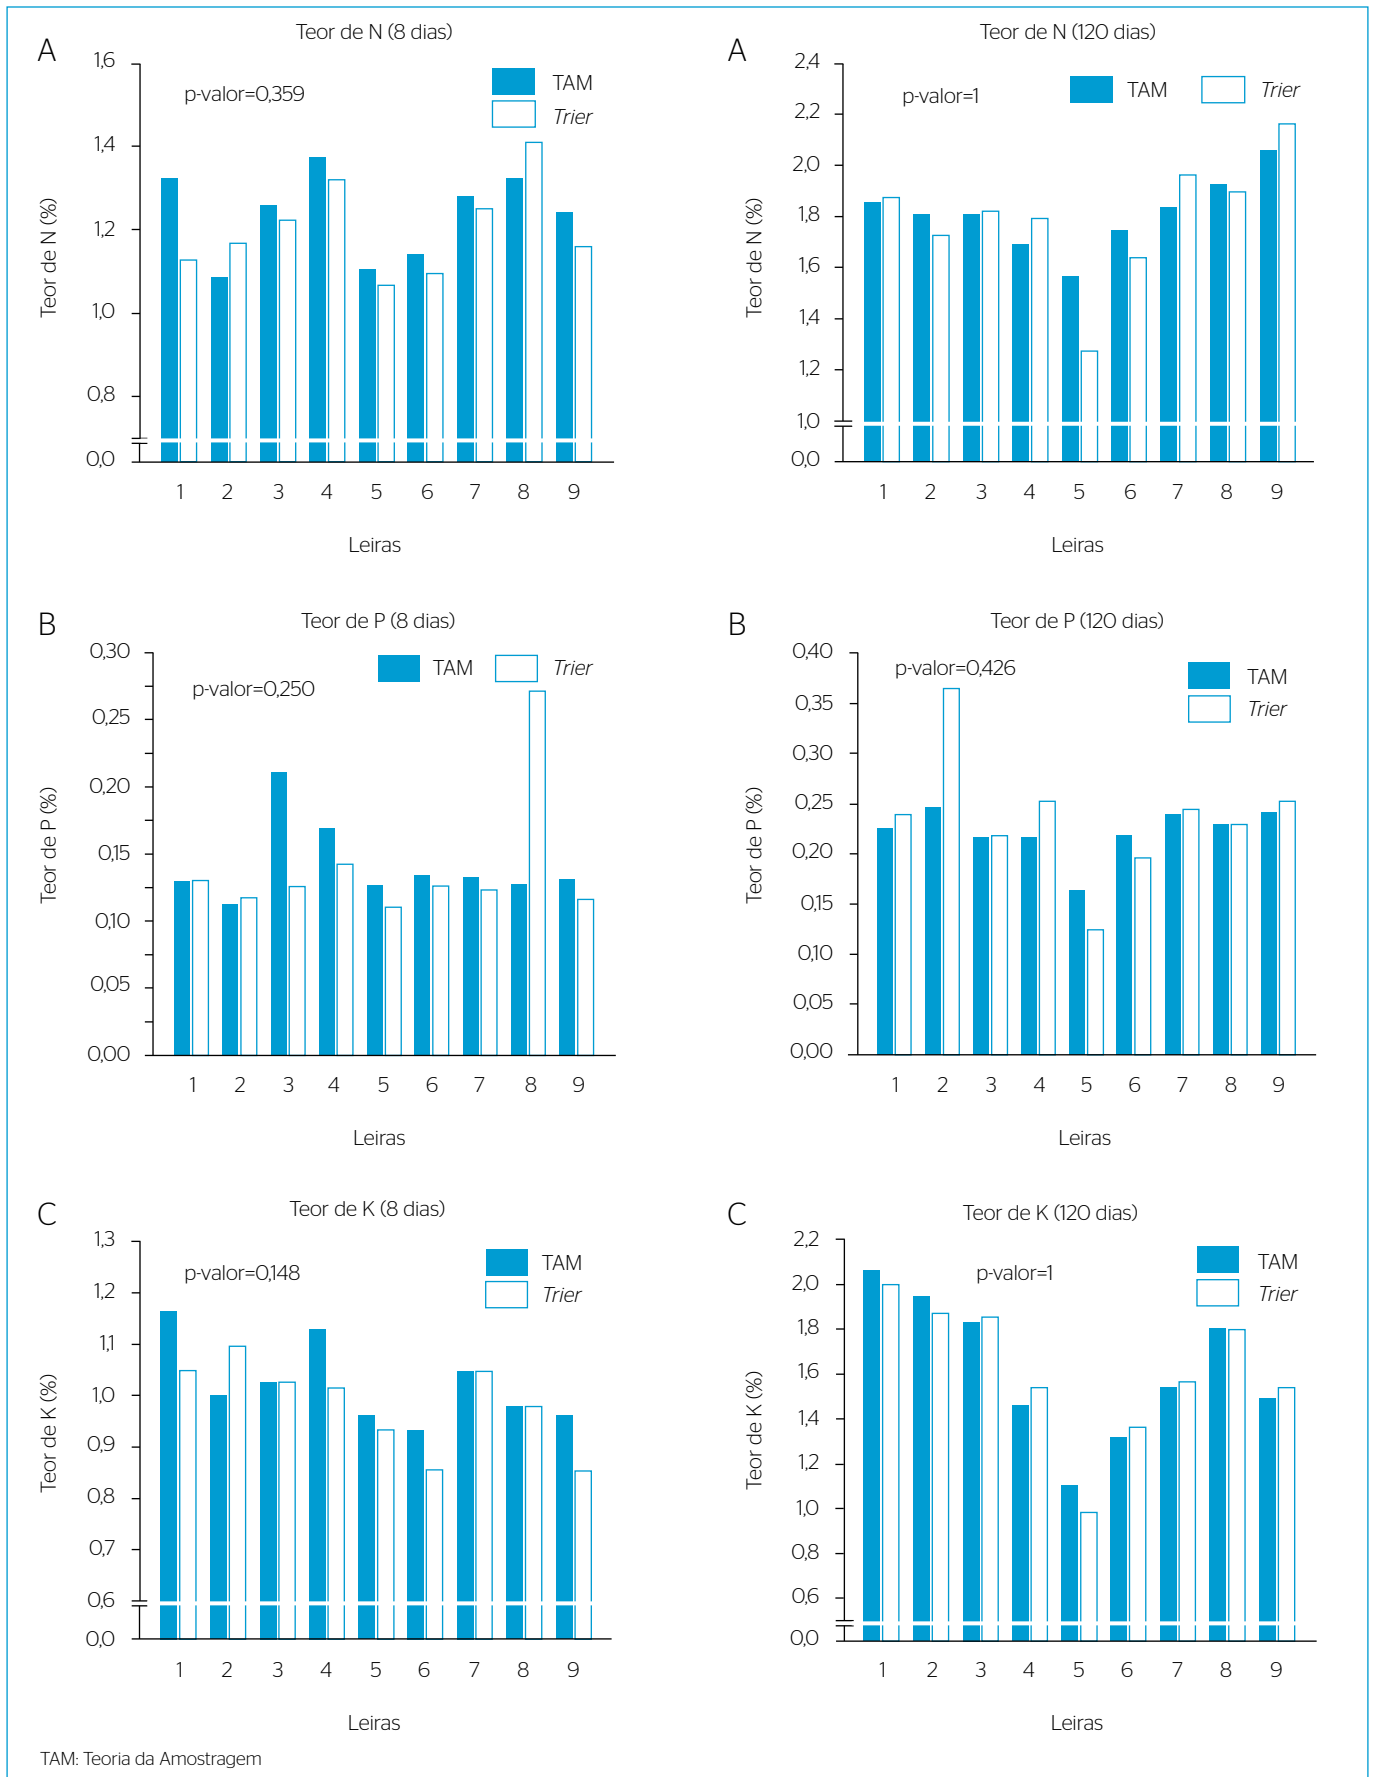 A
Teor de N (8 dias)
1,6
1,4
1,2
1,0
0,8
0,0
Teor de N (%)
p-valor=0,359
TAM
Trier
1 2 3 4 5 6 7 8 9
Leiras
A
Teor de N (120 dias)
2,4
2,2
2,0
1,8
1,6
1,4
1,2
1,0
0,0
Teor de N (%)
p-valor=1
TAM
Trier
1 2 3 4 5 6 7 8 9
Leiras
B
Teor de P (8 dias)
0,30
0,25
0,20
0,15
0,10
0,05
0,00
Teor de P (%)
p-valor=0,250
TAM
Trier
1 2 3 4 5 6 7 8 9
Leiras
B
Teor de P (120 dias)
0,40
0,35
0,30
0,25
0,20
0,15
0,10
0,05
0,00
Teor de P (%)
p-valor=0,426
TAM
Trier
1 2 3 4 5 6 7 8 9
Leiras
C
Teor de K (8 dias)
1,3
1,2
1,1
1,0
0,9
0,8
0,7
0,6
0,0
Teor de K (%)
p-valor=0,148
TAM
Trier
1 2 3 4 5 6 7 8 9
Leiras
C
Teor de K (120 dias)
2,2
2,0
1,8
1,6
1,4
1,2
1,0
0,8
0,6
0,0
Teor de K (%)
p-valor=1
TAM
Trier
1 2 3 4 5 6 7 8 9
Leiras
TAM: Teoria da Amostragem